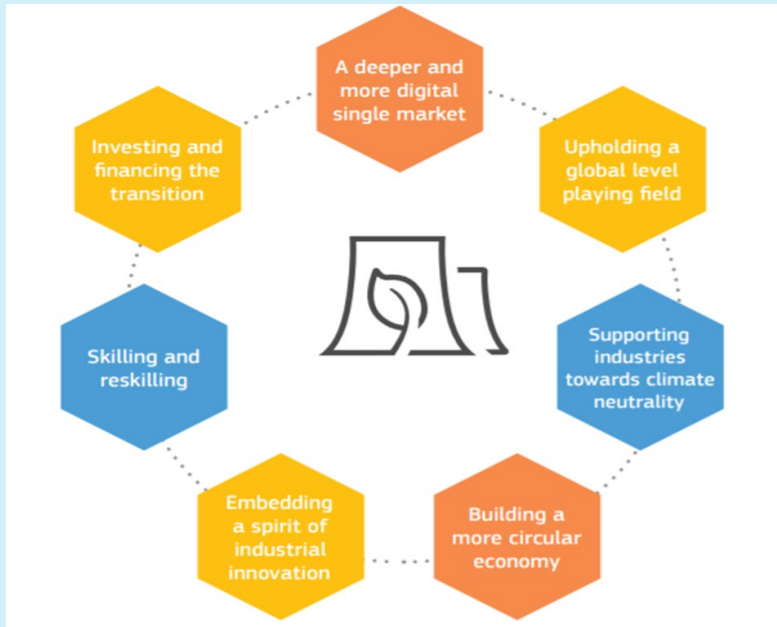 A deeper and
more digital
single market
Upholding a
global level
playing field
Supporting
industries
towards climate
neutrality
Building a
more circular
economy
Embedding
a spirit of
industrial
innovation
Skilling and
reskilling
Investing and
financing the
transition